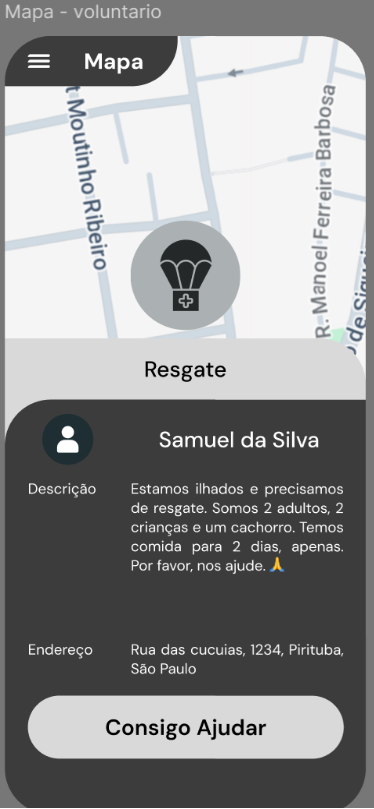 Mapa - voluntario
Mapa
t Moutinho Ribeiro
R. Manoel Ferreira Barbosa
o de Siquei
Resgate
Samuel da Silva
Descrição
Estamos ilhados e precisamos
de resgate. Somos 2 adultos, 2
crianças e um cachorro. Temos
comida para 2 dias, apenas.
Por favor, nos ajude. 🙏
Endereço
Rua das cucuias, 1234, Pirituba,
São Paulo
Consigo Ajudar